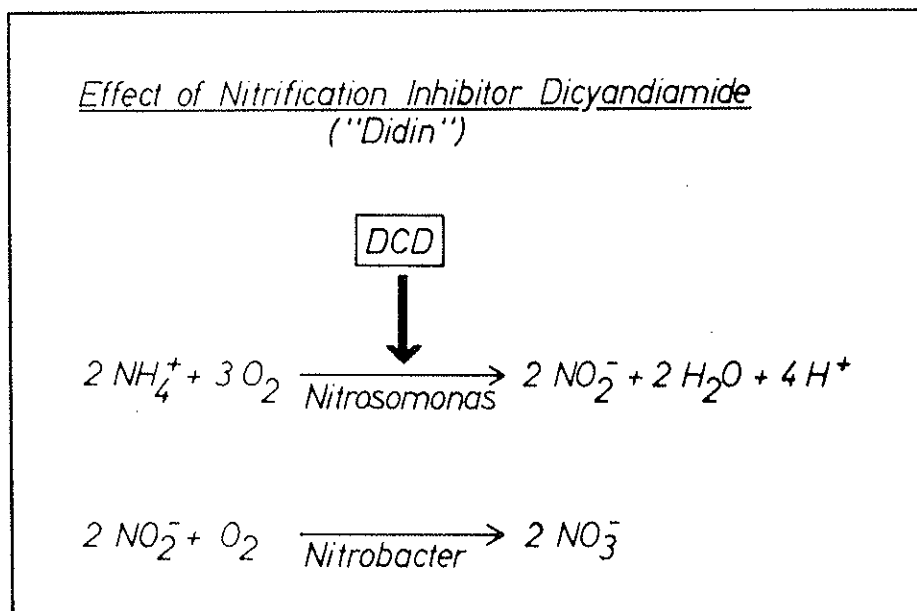 Effect of Nitrification Inhibitor Dicyandiamide
("Didin")
DCD
2 NH₄⁺ + 3 O₂ Nitrosomonas 2 NO₂⁻ + 2 H₂O + 4 H⁺
2 NO₂⁻ + O₂ Nitrobacter 2 NO₃⁻